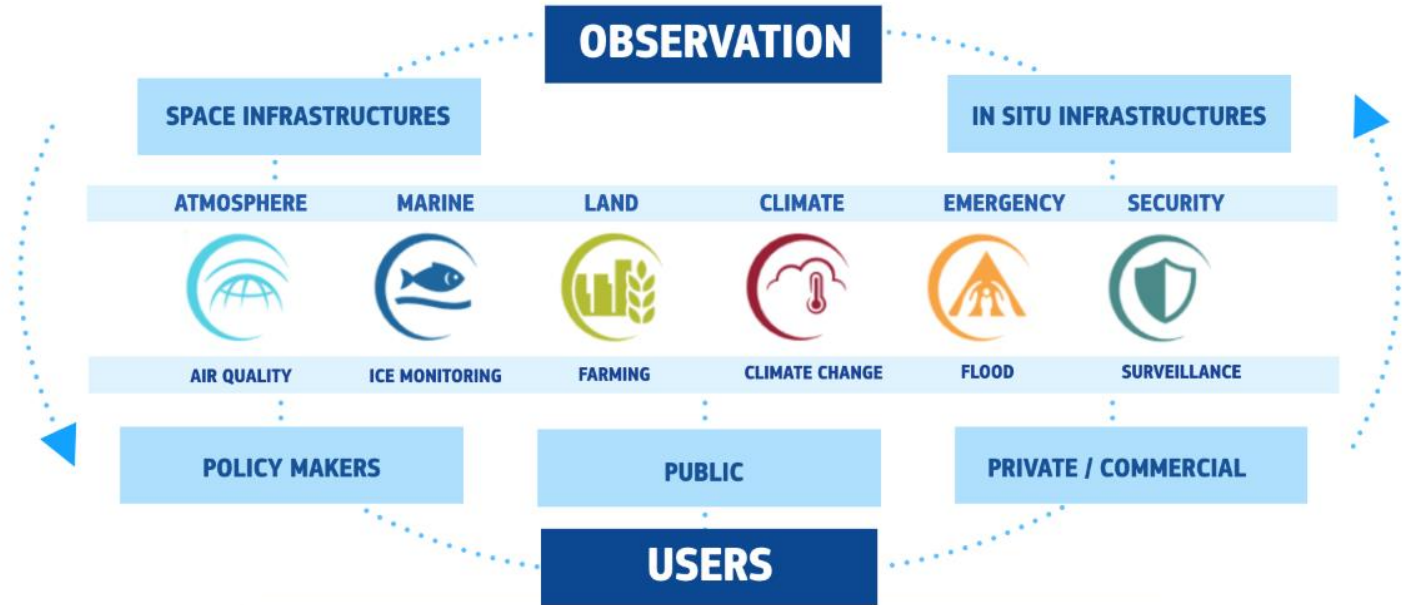 OBSERVATION
SPACE INFRASTRUCTURES
IN SITU INFRASTRUCTURES
ATMOSPHERE MARINE LAND CLIMATE EMERGENCY SECURITY
AIR QUALITY ICE MONITORING FARMING CLIMATE CHANGE FLOOD SURVEILLANCE
POLICY MAKERS
PUBLIC
PRIVATE / COMMERCIAL
USERS